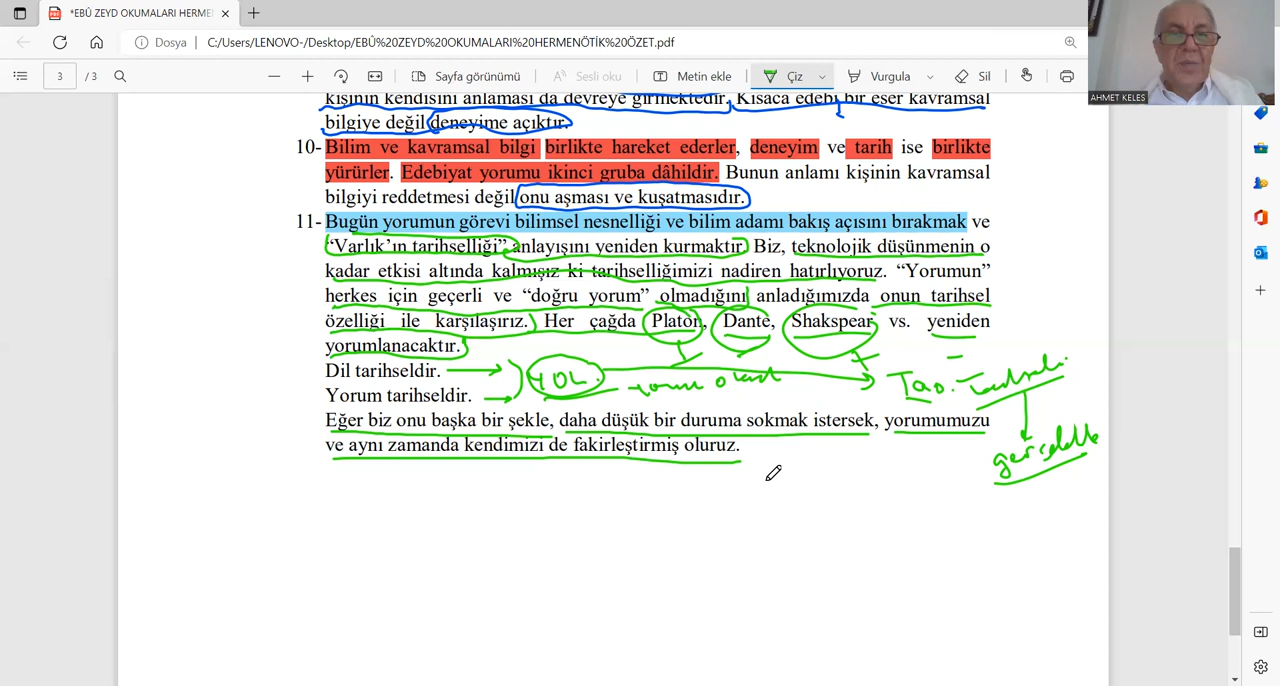 *EBÛ ZEYD OKUMALARI HERMEN
Dosya
C:/Users/LENOVO-/Desktop/EBÛ%20ZEYD%20OKUMALARI%20HERMENÖTİK%20ÖZET.pdf
3 / 3
Sayfa görünümü
Sesli oku
Metin ekle
Çiz
Vurgula
Sil
AHMET KELES
kişinin kendisini anlaması da devreye girmektedir. Kısaca edebi bir eser kavramsal
bilgiye değil deneyime açıktır.
10- Bilim ve kavramsal bilgi birlikte hareket ederler, deneyim ve tarih ise birlikte
yürürler. Edebiyat yorumu ikinci gruba dâhildir. Bunun anlamı kişinin kavramsal
bilgiyi reddetmesi değil onu aşması ve kuşatmasıdır.
11- Bugün yorumun görevi bilimsel nesnelliği ve bilim adamı bakış açısını bırakmak ve
“Varlık’ın tarihselliği” anlayışını yeniden kurmaktır. Biz, teknolojik düşünmenin o
kadar etkisi altında kalmışız ki tarihselliğimizi nadiren hatırlıyoruz. “Yorumun”
herkes için geçerli ve “doğru yorum” olmadığını anladığımızda onun tarihsel
özelliği ile karşılaşırız. Her çağda Platon, Dante, Shakspear vs. yeniden
yorumlanacaktır.
Dil tarihseldir.
YOL
Yorum tarihseldir.
Eğer biz onu başka bir şekle, daha düşük bir duruma sokmak istersek, yorumumuzu
ve aynı zamanda kendimizi de fakirleştirmiş oluruz.